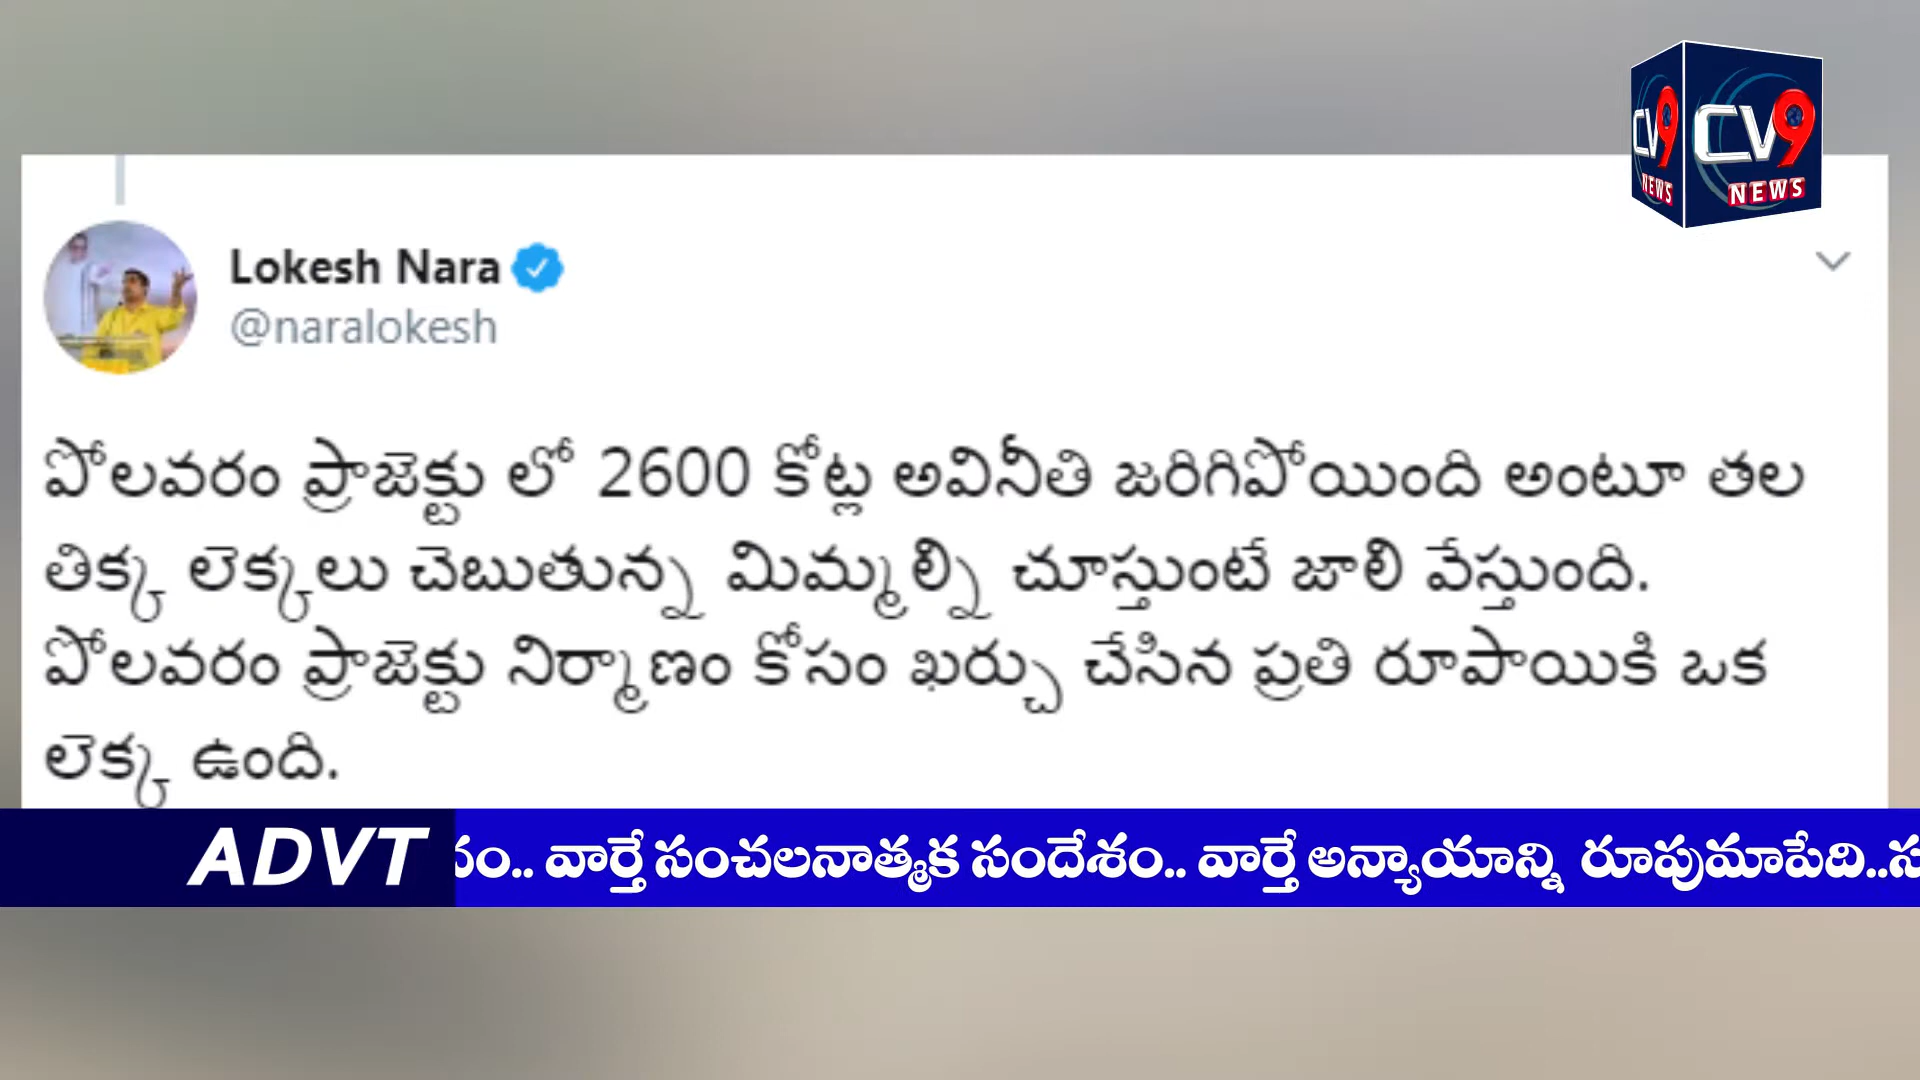 CV9
NEWS
CV9
NEWS
Lokesh Nara
@naralokesh
పోలవరం ప్రాజెక్టు లో 2600 కోట్ల అవినీతి జరిగిపోయింది అంటూ తల
తిక్క లెక్కలు చెబుతున్న మిమ్మల్ని చూస్తుంటే జాలి వేస్తుంది.
పోలవరం ప్రాజెక్టు నిర్మాణం కోసం ఖర్చు చేసిన ప్రతి రూపాయికి ఒక
లెక్క ఉంది.
ADVT
వార్తే సంచలనాత్మక సందేశం.. వార్తే అన్యాయాన్ని రూపుమాపేది..